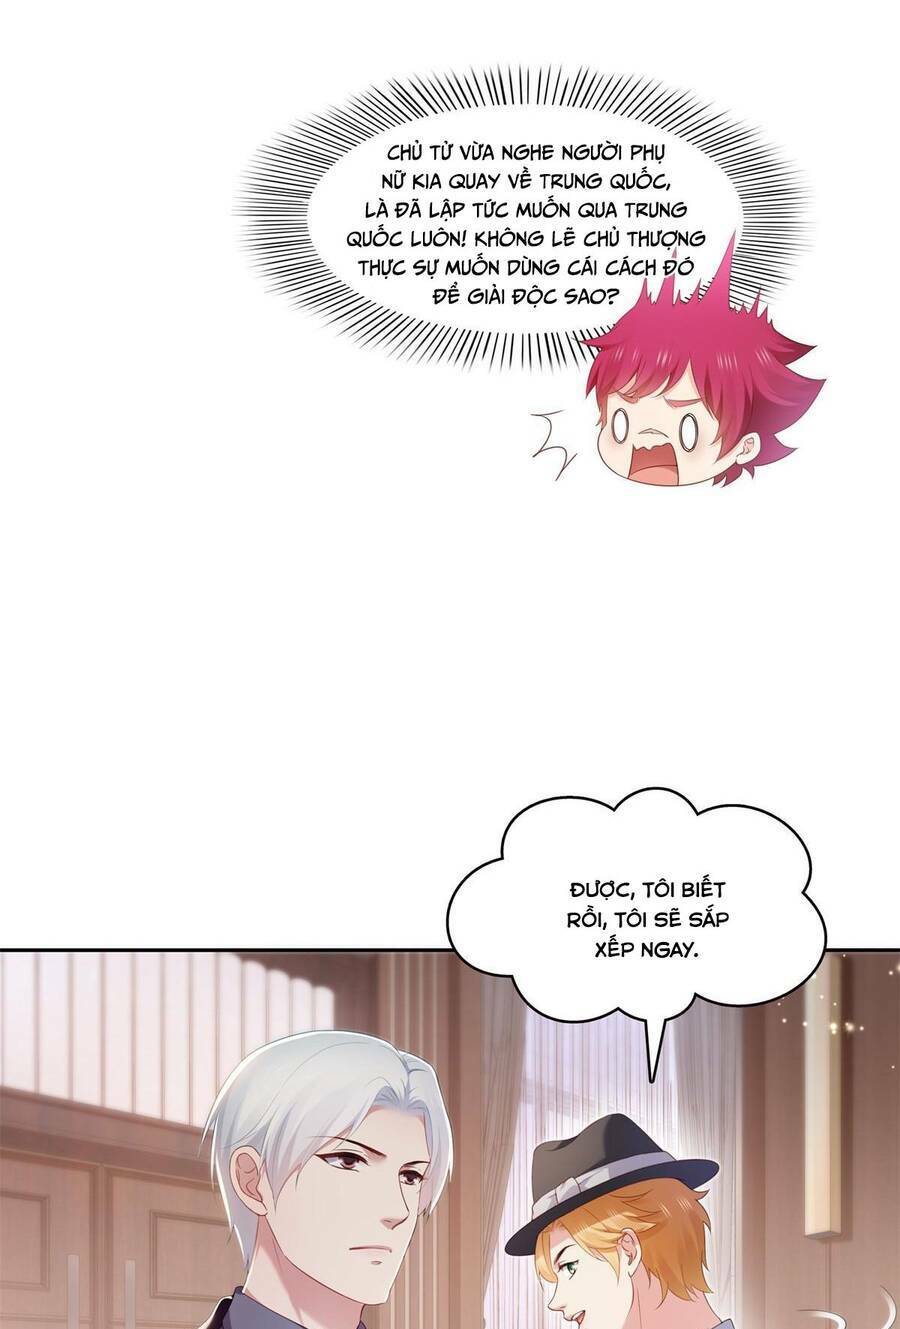 CHỦ TỬ VỪA NGHE NGƯỜI PHỤ
NỮ KIA QUAY VỀ TRUNG QUỐC,
LÀ ĐÃ LẬP TỨC MUỐN QUA TRUNG
QUỐC LUÔN! KHÔNG LẼ CHỦ THƯỢNG
THỰC SỰ MUỐN DÙNG CÁI CÁCH ĐÓ
ĐỂ GIẢI ĐỘC SAO?
ĐƯỢC, TÔI BIẾT
RỒI, TÔI SẼ SẮP
XẾP NGAY.